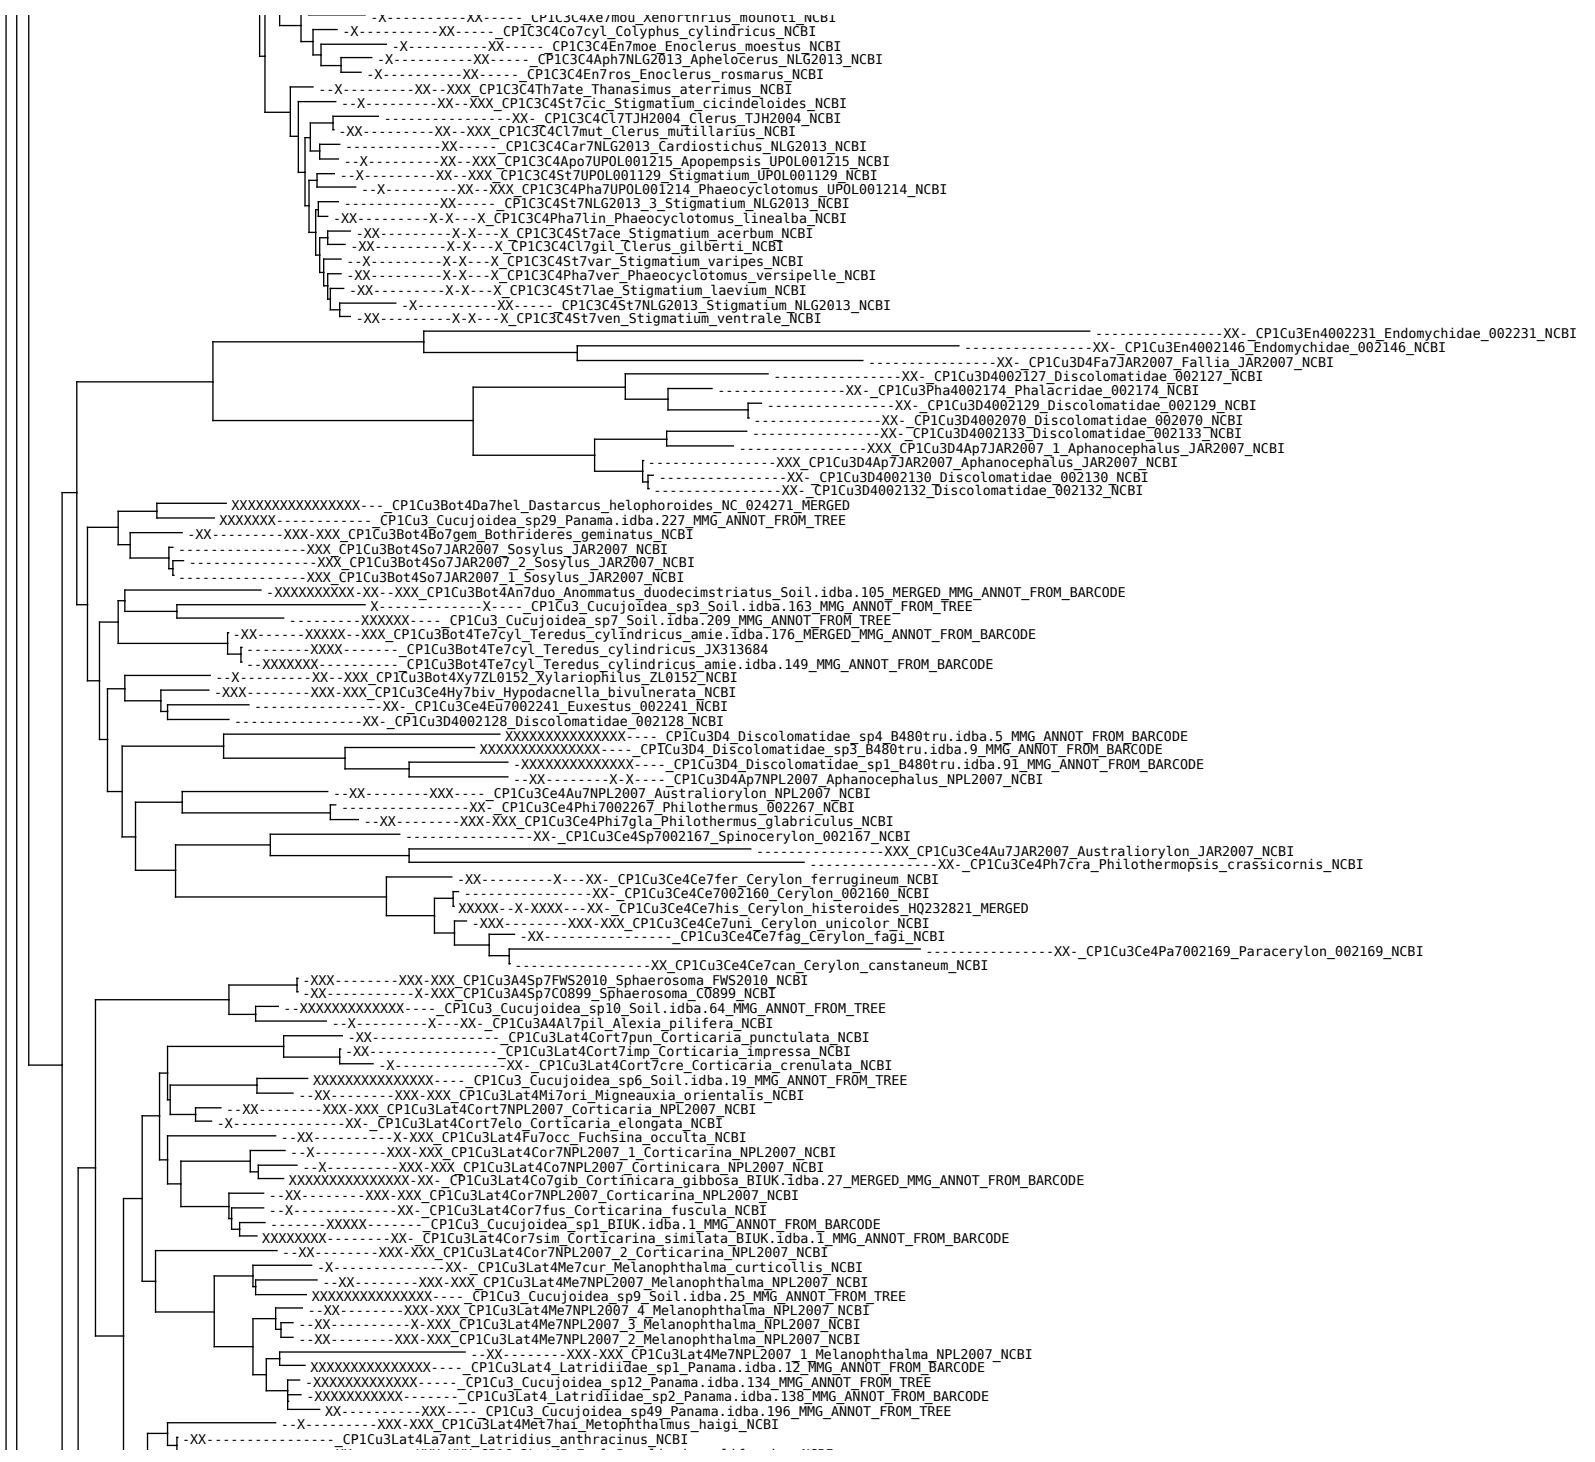 -X----------XX-----_CP1C3C4Xe7mou_Xenorthrius_mouhoti_NCBI
-X----------XX-----_CP1C3C4Co7cyl_Colyphus_cylindricus_NCBI
-X----------XX-----_CP1C3C4En7moe_Enoclerus_moestus_NCBI
-X----------XX-----_CP1C3C4Aph7NLG2013_Aphelocerus_NLG2013_NCBI
-X----------XX-----_CP1C3C4En7ros_Enoclerus_rosmarus_NCBI
--X---------XX--XXX_CP1C3C4Th7ate_Thanasimus_aterrimus_NCBI
--X---------XX--XXX_CP1C3C4St7cic_Stigmatium_cicindeloides_NCBI
----------------XX-_CP1C3C4Cl7TJH2004_Clerus_TJH2004_NCBI
-XX---------XX--XXX_CP1C3C4Cl7mut_Clerus_mutillarius_NCBI
------------XX-----_CP1C3C4Car7NLG2013_Cardiostichus_NLG2013_NCBI
--X---------XX--XXX_CP1C3C4Apo7UPOL001215_Apopempsis_UPOL001215_NCBI
--X---------XX--XXX_CP1C3C4St7UPOL001129_Stigmatium_UPOL001129_NCBI
--X---------XX--XXX_CP1C3C4Pha7UPOL001214_Phaeocyclotomus_UPOL001214_NCBI
------------XX-----_CP1C3C4St7NLG2013_3_Stigmatium_NLG2013_NCBI
-XX---------X-X---X_CP1C3C4Pha7lin_Phaeocyclotomus_linealba_NCBI
-XX---------X-X---X_CP1C3C4St7ace_Stigmatium_acerbum_NCBI
-XX---------X-X---X_CP1C3C4Cl7gil_Clerus_gilberti_NCBI
--X---------X-X---X_CP1C3C4St7var_Stigmatium_varipes_NCBI
-XX---------X-X---X_CP1C3C4Pha7ver_Phaeocyclotomus_versipelle_NCBI
-XX---------X-X---X_CP1C3C4St7lae_Stigmatium_laevium_NCBI
-X----------XX-----_CP1C3C4St7NLG2013_Stigmatium_NLG2013_NCBI
-XX---------X-X---X_CP1C3C4St7ven_Stigmatium_ventrale_NCBI
----------------XX-_CP1Cu3En4002231_Endomychidae_002231_NCBI
----------------XX-_CP1Cu3En4002146_Endomychidae_002146_NCBI
----------------XX-_CP1Cu3D4Fa7JAR2007_Fallia_JAR2007_NCBI
----------------XX-_CP1Cu3D4002127_Discolomatidae_002127_NCBI
----------------XX-_CP1Cu3Pha4002174_Phalacridae_002174_NCBI
----------------XX-_CP1Cu3D4002129_Discolomatidae_002129_NCBI
----------------XX-_CP1Cu3D4002070_Discolomatidae_002070_NCBI
----------------XX-_CP1Cu3D4002133_Discolomatidae_002133_NCBI
----------------XXX_CP1Cu3D4Ap7JAR2007_1_Aphanocephalus_JAR2007_NCBI
----------------XXX_CP1Cu3D4Ap7JAR2007_Aphanocephalus_JAR2007_NCBI
----------------XX-_CP1Cu3D4002130_Discolomatidae_002130_NCBI
----------------XX-_CP1Cu3D4002132_Discolomatidae_002132_NCBI
XXXXXXXXXXXXXXXX---_CP1Cu3Bot4Da7hel_Dastarcus_helophoroides_NC_024271_MERGED
XXXXXXX------------_CP1Cu3_Cucujoidea_sp29_Panama.idba.227_MMG_ANNOT_FROM_TREE
-XX---------XXX-XXX_CP1Cu3Bot4Bo7gem_Bothrideres_geminatus_NCBI
----------------XXX_CP1Cu3Bot4So7JAR2007_Sosylus_JAR2007_NCBI
----------------XXX_CP1Cu3Bot4So7JAR2007_2_Sosylus_JAR2007_NCBI
----------------XXX_CP1Cu3Bot4So7JAR2007_1_Sosylus_JAR2007_NCBI
-XXXXXXXXXX-XX--XXX_CP1Cu3Bot4An7duo_Anommatus_duodecimstriatus_Soil.idba.105_MERGED_MMG_ANNOT_FROM_BARCODE
X-------------X----_CP1Cu3_Cucujoidea_sp3_Soil.idba.163_MMG_ANNOT_FROM_TREE
---------XXXXXX----_CP1Cu3_Cucujoidea_sp7_Soil.idba.209_MMG_ANNOT_FROM_TREE
-XX------XXXXX--XXX_CP1Cu3Bot4Te7cyl_Teredus_cylindricus_amie.idba.176_MERGED_MMG_ANNOT_FROM_BARCODE
--------XXXX-------_CP1Cu3Bot4Te7cyl_Teredus_cylindricus_JX313684
--XXXXXXX----------_CP1Cu3Bot4Te7cyl_Teredus_cylindricus_amie.idba.149_MMG_ANNOT_FROM_BARCODE
--X---------XX--XXX_CP1Cu3Bot4Xy7ZL0152_Xylariophilus_ZL0152_NCBI
-XXX--------XXX-XXX_CP1Cu3Ce4Hy7biv_Hypodacnella_bivulnerata_NCBI
----------------XX-_CP1Cu3Ce4Eu7002241_Euxestus_002241_NCBI
----------------XX-_CP1Cu3D4002128_Discolomatidae_002128_NCBI
XXXXXXXXXXXXXXX----_CP1Cu3D4_Discolomatidae_sp4_B480tru.idba.5_MMG_ANNOT_FROM_BARCODE
XXXXXXXXXXXXXXX----_CP1Cu3D4_Discolomatidae_sp3_B480tru.idba.9_MMG_ANNOT_FROM_BARCODE
-XXXXXXXXXXXXXX----_CP1Cu3D4_Discolomatidae_sp1_B480tru.idba.91_MMG_ANNOT_FROM_BARCODE
--XX--------X-X----_CP1Cu3D4Ap7NPL2007_Aphanocephalus_NPL2007_NCBI
--XX--------XXX----_CP1Cu3Ce4Au7NPL2007_Australiorylon_NPL2007_NCBI
----------------XX-_CP1Cu3Ce4Phi7002267_Philothermus_002267_NCBI
--XX--------XXX-XXX_CP1Cu3Ce4Phi7gla_Philothermus_glabriculus_NCBI
----------------XX-_CP1Cu3Ce4Sp7002167_Spinocerylon_002167_NCBI
----------------XXX_CP1Cu3Ce4Au7JAR2007_Australiorylon_JAR2007_NCBI
----------------XX-_CP1Cu3Ce4Ph7cra_Philothermopsis_crassicornis_NCBI
-XX---------X---XX-_CP1Cu3Ce4Ce7fer_Cerylon_ferrugineum_NCBI
----------------XX-_CP1Cu3Ce4Ce7002160_Cerylon_002160_NCBI
XXXXX--X-XXXX---XX-_CP1Cu3Ce4Ce7his_Cerylon_histeroides_HQ232821_MERGED
-XXX--------XXX-XXX_CP1Cu3Ce4Ce7uni_Cerylon_unicolor_NCBI
-XX----------------_CP1Cu3Ce4Ce7fag_Cerylon_fagi_NCBI
----------------XX-_CP1Cu3Ce4Pa7002169_Paracerylon_002169_NCBI
-----------------XX_CP1Cu3Ce4Ce7can_Cerylon_canstaneum_NCBI
-XXX--------XXX-XXX_CP1Cu3A4Sp7FWS2010_Sphaerosoma_FWS2010_NCBI
-XX-----------X-XXX_CP1Cu3A4Sp7CO899_Sphaerosoma_CO899_NCBI
--XXXXXXXXXXXXX----_CP1Cu3_Cucujoidea_sp10_Soil.idba.64_MMG_ANNOT_FROM_TREE
--X---------X---XX-_CP1Cu3A4Al7pil_Alexia_pilifera_NCBI
-XX----------------_CP1Cu3Lat4Cort7pun_Corticaria_punctulata_NCBI
-XX----------------_CP1Cu3Lat4Cort7imp_Corticaria_impressa_NCBI
-X--------------XX-_CP1Cu3Lat4Cort7cre_Corticaria_crenulata_NCBI
XXXXXXXXXXXXXXX----_CP1Cu3_Cucujoidea_sp6_Soil.idba.19_MMG_ANNOT_FROM_TREE
--XX--------XXX-XXX_CP1Cu3Lat4Mi7ori_Migneauxia_orientalis_NCBI
--XX--------XXX-XXX_CP1Cu3Lat4Cort7NPL2007_Corticaria_NPL2007_NCBI
-X--------------XX-_CP1Cu3Lat4Cort7elo_Corticaria_elongata_NCBI
--XX----------X-XXX_CP1Cu3Lat4Fu7occ_Fuchsina_occulta_NCBI
--X---------XXX-XXX_CP1Cu3Lat4Cor7NPL2007_1_Corticarina_NPL2007_NCBI
--X---------XXX-XXX_CP1Cu3Lat4Co7NPL2007_Cortinicara_NPL2007_NCBI
XXXXXXXXXXXXXXX-XX-_CP1Cu3Lat4Co7gib_Cortinicara_gibbosa_BIUK.idba.27_MERGED_MMG_ANNOT_FROM_BARCODE
--XX--------XXX-XXX_CP1Cu3Lat4Cor7NPL2007_Corticarina_NPL2007_NCBI
--X-------------XX-_CP1Cu3Lat4Cor7fus_Corticarina_fuscula_NCBI
-------XXXXX-------_CP1Cu3_Cucujoidea_sp1_BIUK.idba.1_MMG_ANNOT_FROM_BARCODE
XXXXXXXX--------XX-_CP1Cu3Lat4Cor7sim_Corticarina_similata_BIUK.idba.1_MMG_ANNOT_FROM_BARCODE
--XX--------XXX-XXX_CP1Cu3Lat4Cor7NPL2007_2_Corticarina_NPL2007_NCBI
-X--------------XX-_CP1Cu3Lat4Me7cur_Melanophthalma_curticollis_NCBI
--XX--------XXX-XXX_CP1Cu3Lat4Me7NPL2007_Melanophthalma_NPL2007_NCBI
XXXXXXXXXXXXXXX----_CP1Cu3_Cucujoidea_sp9_Soil.idba.25_MMG_ANNOT_FROM_TREE
--XX--------XXX-XXX_CP1Cu3Lat4Me7NPL2007_4_Melanophthalma_NPL2007_NCBI
--XX----------X-XXX_CP1Cu3Lat4Me7NPL2007_3_Melanophthalma_NPL2007_NCBI
--XX--------XXX-XXX_CP1Cu3Lat4Me7NPL2007_2_Melanophthalma_NPL2007_NCBI
--XX--------XXX-XXX_CP1Cu3Lat4Me7NPL2007_1_Melanophthalma_NPL2007_NCBI
XXXXXXXXXXXXXXX----_CP1Cu3Lat4_Latridiidae_sp1_Panama.idba.12_MMG_ANNOT_FROM_BARCODE
-XXXXXXXXXXXXX-----_CP1Cu3_Cucujoidea_sp12_Panama.idba.134_MMG_ANNOT_FROM_TREE
-XXXXXXXXXXX-------_CP1Cu3Lat4_Latridiidae_sp2_Panama.idba.138_MMG_ANNOT_FROM_BARCODE
XX----------XXX----_CP1Cu3_Cucujoidea_sp49_Panama.idba.196_MMG_ANNOT_FROM_TREE
--X---------XXX-XXX_CP1Cu3Lat4Met7hai_Metophthalmus_haigi_NCBI
-XX----------------_CP1Cu3Lat4La7ant_Latridius_anthracinus_NCBI